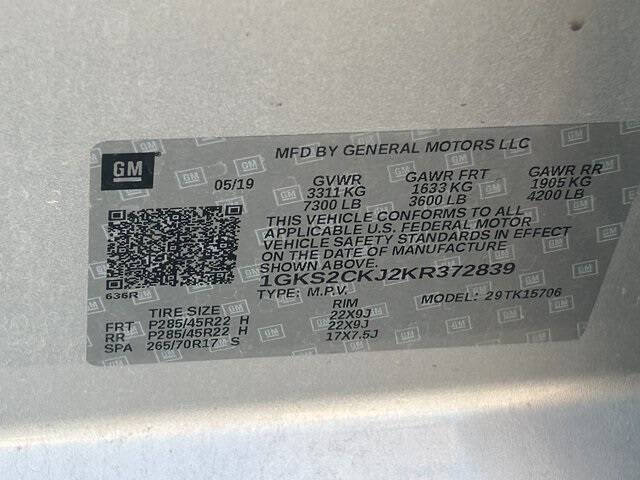 GM
MFD BY GENERAL MOTORS LLC
05/19 GVWR GAWR FRT GAWR RR
3311 KG 1633 KG 1905 KG
7300 LB 3600 LB 4200 LB
THIS VEHICLE CONFORMS TO ALL
APPLICABLE U.S. FEDERAL MOTOR
VEHICLE SAFETY STANDARDS IN EFFECT
ON THE DATE OF MANUFACTURE
SHOWN ABOVE.
1GKS2CKJ2KR372839
636R TYPE: M.P.V. MODEL: 29TK15706
TIRE SIZE RIM
FRT P285/45R22 H 22X9J
RR P285/45R22 H 22X9J
SPA 265/70R17 S 17X7.5J